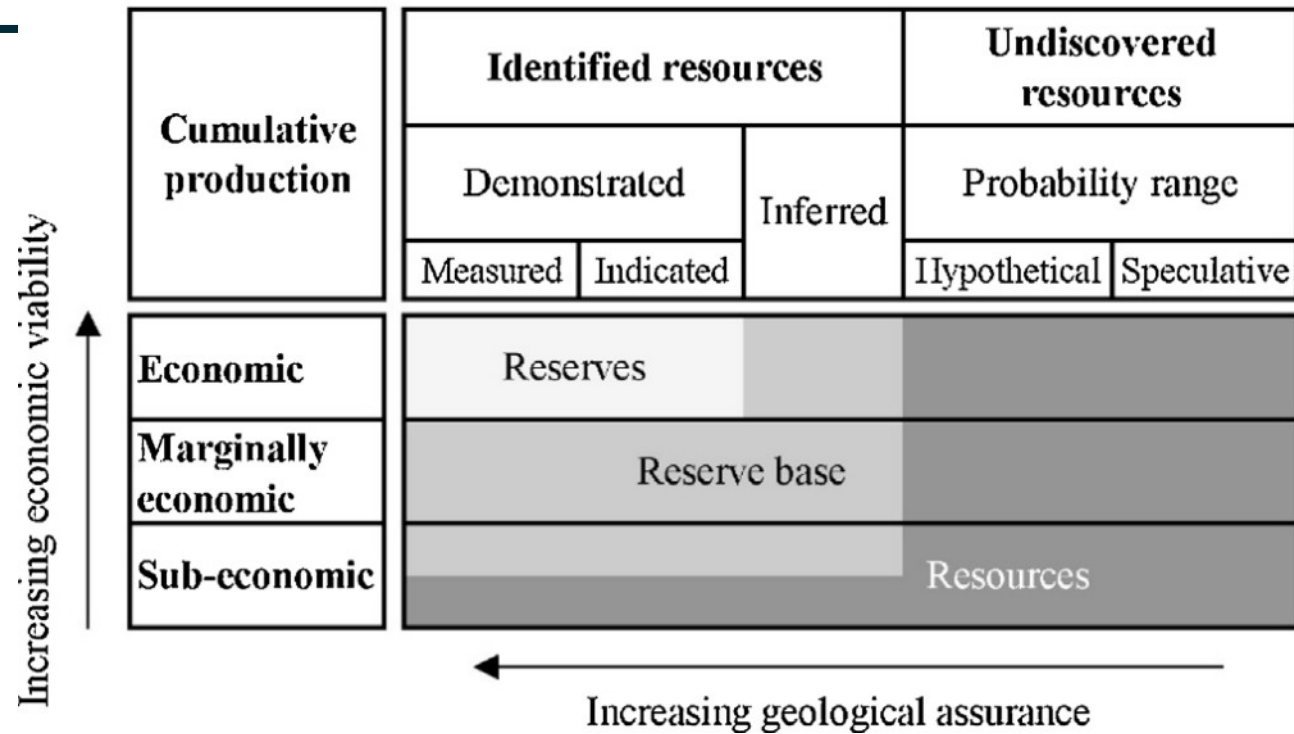 Cumulative
production
Identified resources
Undiscovered
resources
Demonstrated
Inferred
Probability range
Measured
Indicated
Hypothetical
Speculative
Increasing economic viability
Economic
Reserves
Marginally
economic
Reserve base
Sub-economic
Resources
Increasing geological assurance